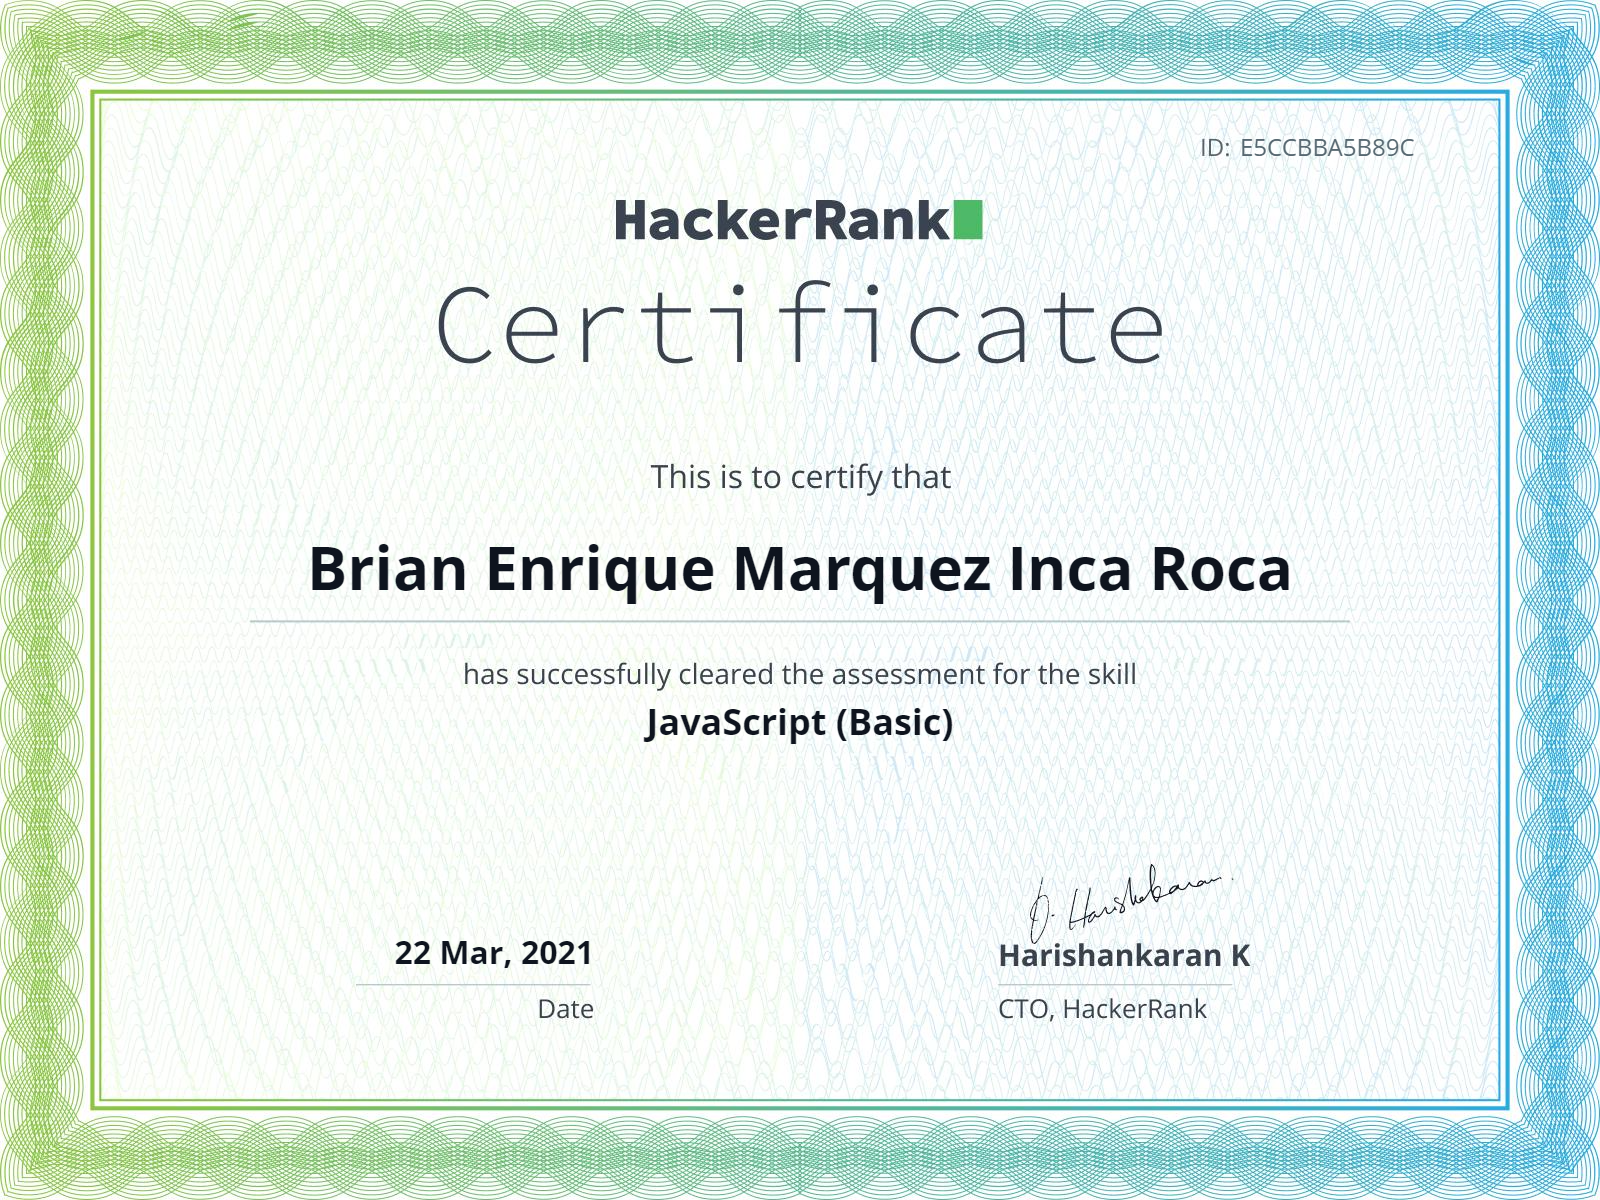 ID: E5CCBBA5B89C
HackerRank
Certificate
This is to certify that
Brian Enrique Marquez Inca Roca
has successfully cleared the assessment for the skill
JavaScript (Basic)
22 Mar, 2021
Date
Harishankaran K
CTO, HackerRank